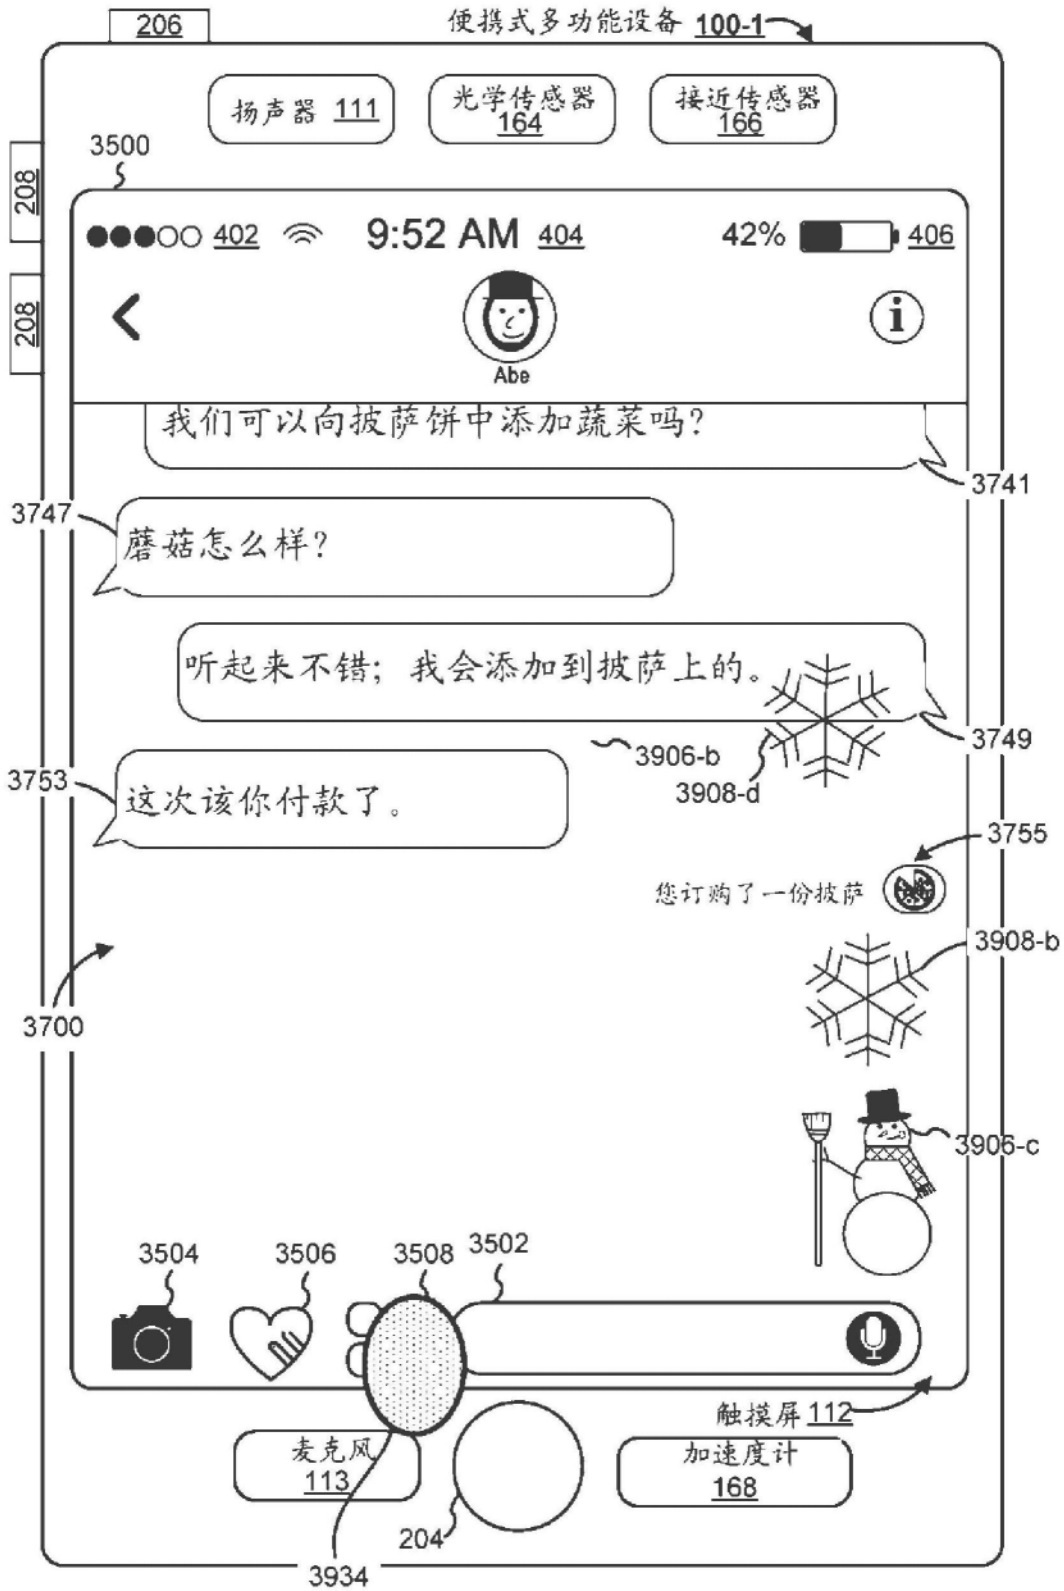 206
便携式多功能设备 100-1
扬声器 111
光学传感器
164
接近传感器
166
3500
208
402
9:52 AM 404
42%
406
208
i
Abe
我们可以向披萨饼中添加蔬菜吗?
3741
3747
蘑菇怎么样?
听起来不错；我会添加到披萨上的。
3749
3906-b
3908-d
3753
这次该你付款了。
3755
您订购了一份披萨
3908-b
3700
3906-c
3504
3506
3508
3502
触摸屏 112
麦克风
113
加速度计
168
204
3934